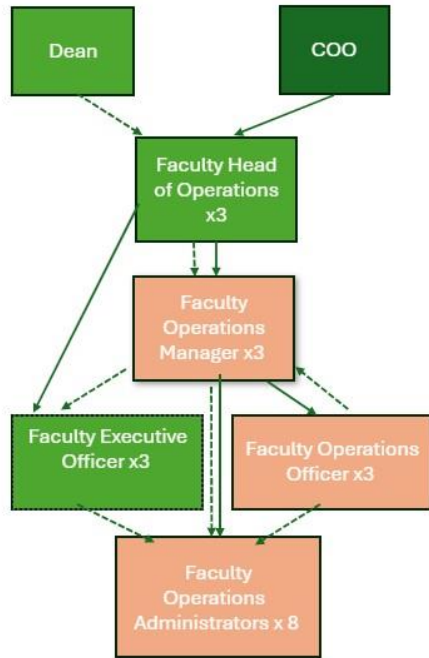 Dean
COO
Faculty Head
of Operations
x3
Faculty
Operations
Manager x3
Faculty Executive
Officer x3
Faculty Operations
Officer x3
Faculty
Operations
Administrators x 8